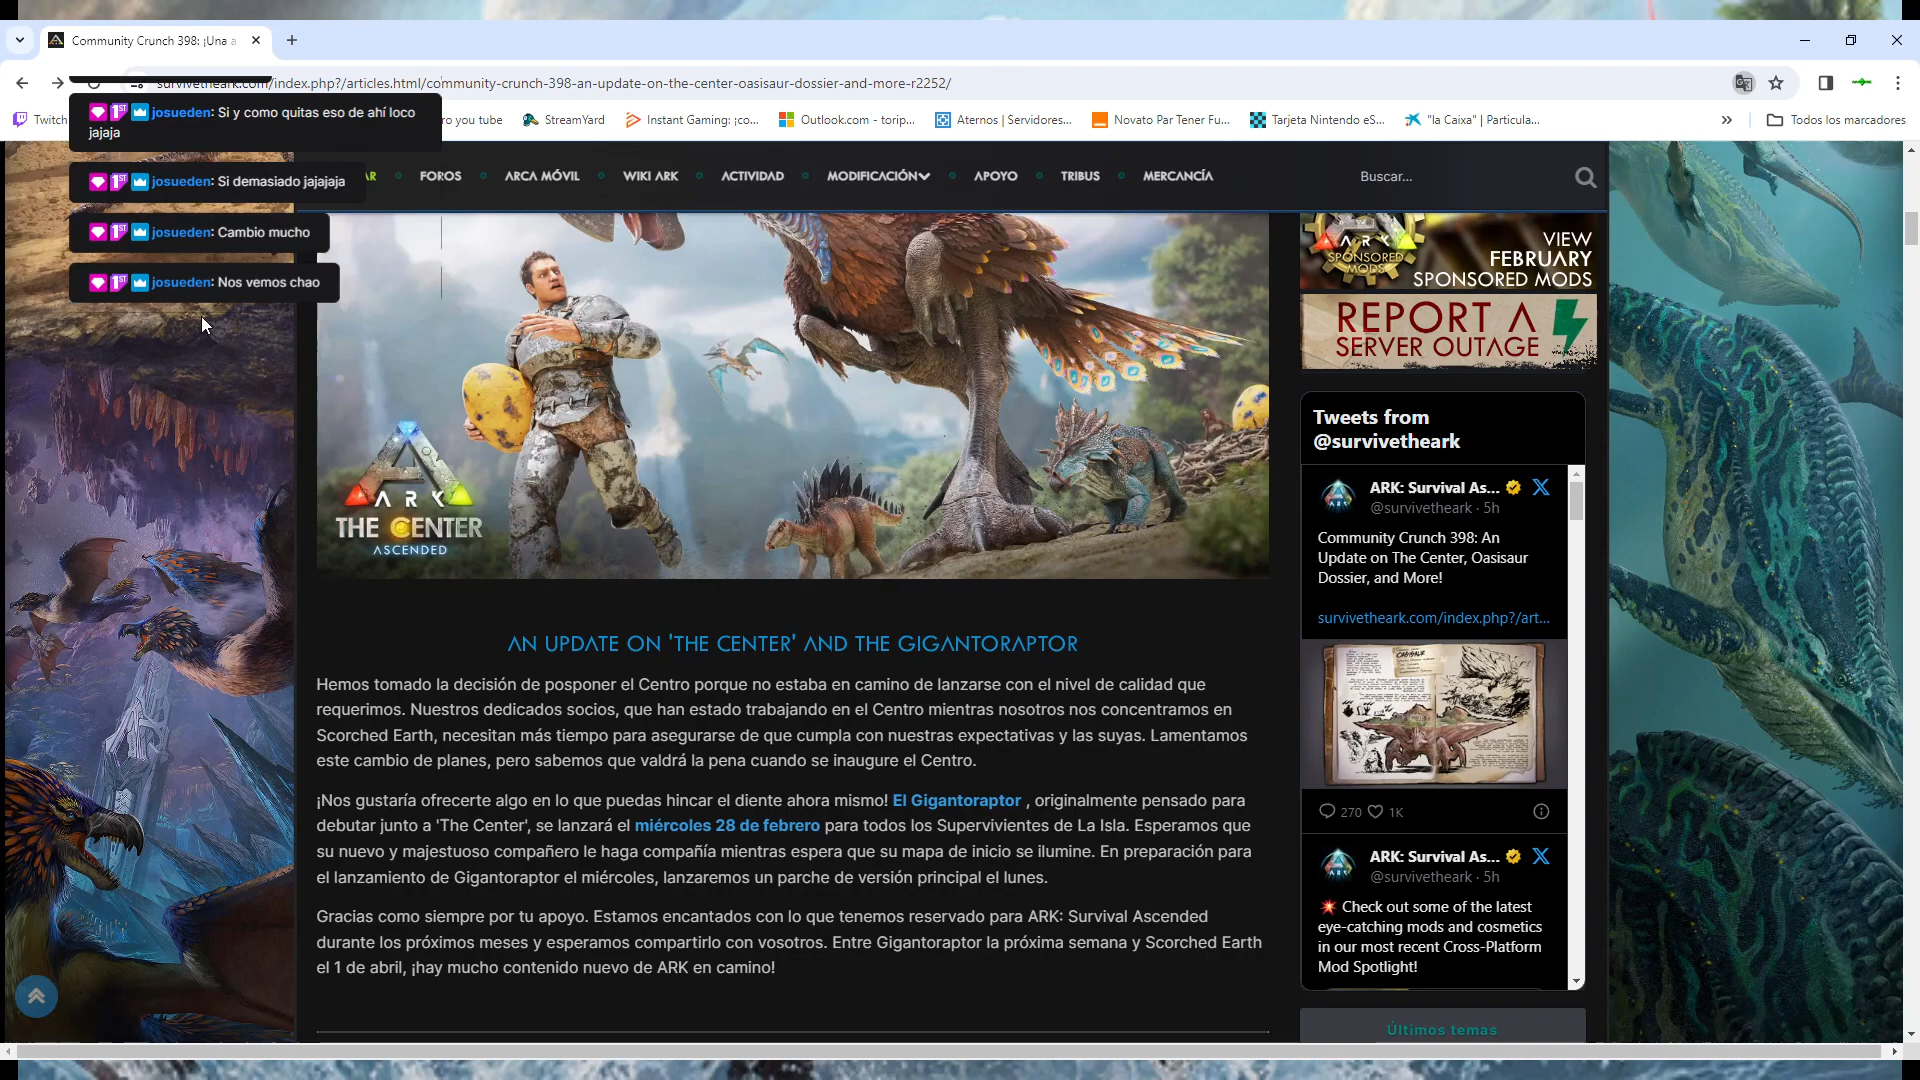 Community Crunch 398: ¡Una a
survivetheark.com/index.php?/articles.html/community-crunch-398-an-update-on-the-center-oasisaur-dossier-and-more-r2252/
Twitch
ro you tube
StreamYard
Instant Gaming: ¡co...
Outlook.com - torip...
Aternos | Servidores...
Novato Par Tener Fu...
Tarjeta Nintendo eS...
"la Caixa" | Particula...
Todos los marcadores
josueden: Si y como quitas eso de ahí loco
jajaja
josueden: Si demasiado jajajaja
josueden: Cambio mucho
josueden: Nos vemos chao
AR
FOROS
ARCA MÓVIL
WIKI ARK
ACTIVIDAD
MODIFICACIÓN
APOYO
TRIBUS
MERCANCÍA
Buscar...
ARK
THE CENTER
ASCENDED
ARK
SPONSORED
MODS
VIEW
FEBRUARY
SPONSORED MODS
REPORT A
SERVER OUTAGE
AN UPDATE ON 'THE CENTER' AND THE GIGANTORAPTOR
Hemos tomado la decisión de posponer el Centro porque no estaba en camino de lanzarse con el nivel de calidad que
requerimos. Nuestros dedicados socios, que han estado trabajando en el Centro mientras nosotros nos concentramos en
Scorched Earth, necesitan más tiempo para asegurarse de que cumpla con nuestras expectativas y las suyas. Lamentamos
este cambio de planes, pero sabemos que valdrá la pena cuando se inaugure el Centro.
¡Nos gustaría ofrecerte algo en lo que puedas hincar el diente ahora mismo! El Gigantoraptor , originalmente pensado para
debutar junto a 'The Center', se lanzará el miércoles 28 de febrero para todos los Supervivientes de La Isla. Esperamos que
su nuevo y majestuoso compañero le haga compañía mientras espera que su mapa de inicio se ilumine. En preparación para
el lanzamiento de Gigantoraptor el miércoles, lanzaremos un parche de versión principal el lunes.
Gracias como siempre por tu apoyo. Estamos encantados con lo que tenemos reservado para ARK: Survival Ascended
durante los próximos meses y esperamos compartirlo con vosotros. Entre Gigantoraptor la próxima semana y Scorched Earth
el 1 de abril, ¡hay mucho contenido nuevo de ARK en camino!
Tweets from
@survivetheark
ARK: Survival As...
@survivetheark · 5h
Community Crunch 398: An
Update on The Center, Oasisaur
Dossier, and More!
survivetheark.com/index.php?/art...
OASISAUR
270
1K
ARK: Survival As...
@survivetheark · 5h
Check out some of the latest
eye-catching mods and cosmetics
in our most recent Cross-Platform
Mod Spotlight!
Últimos temas